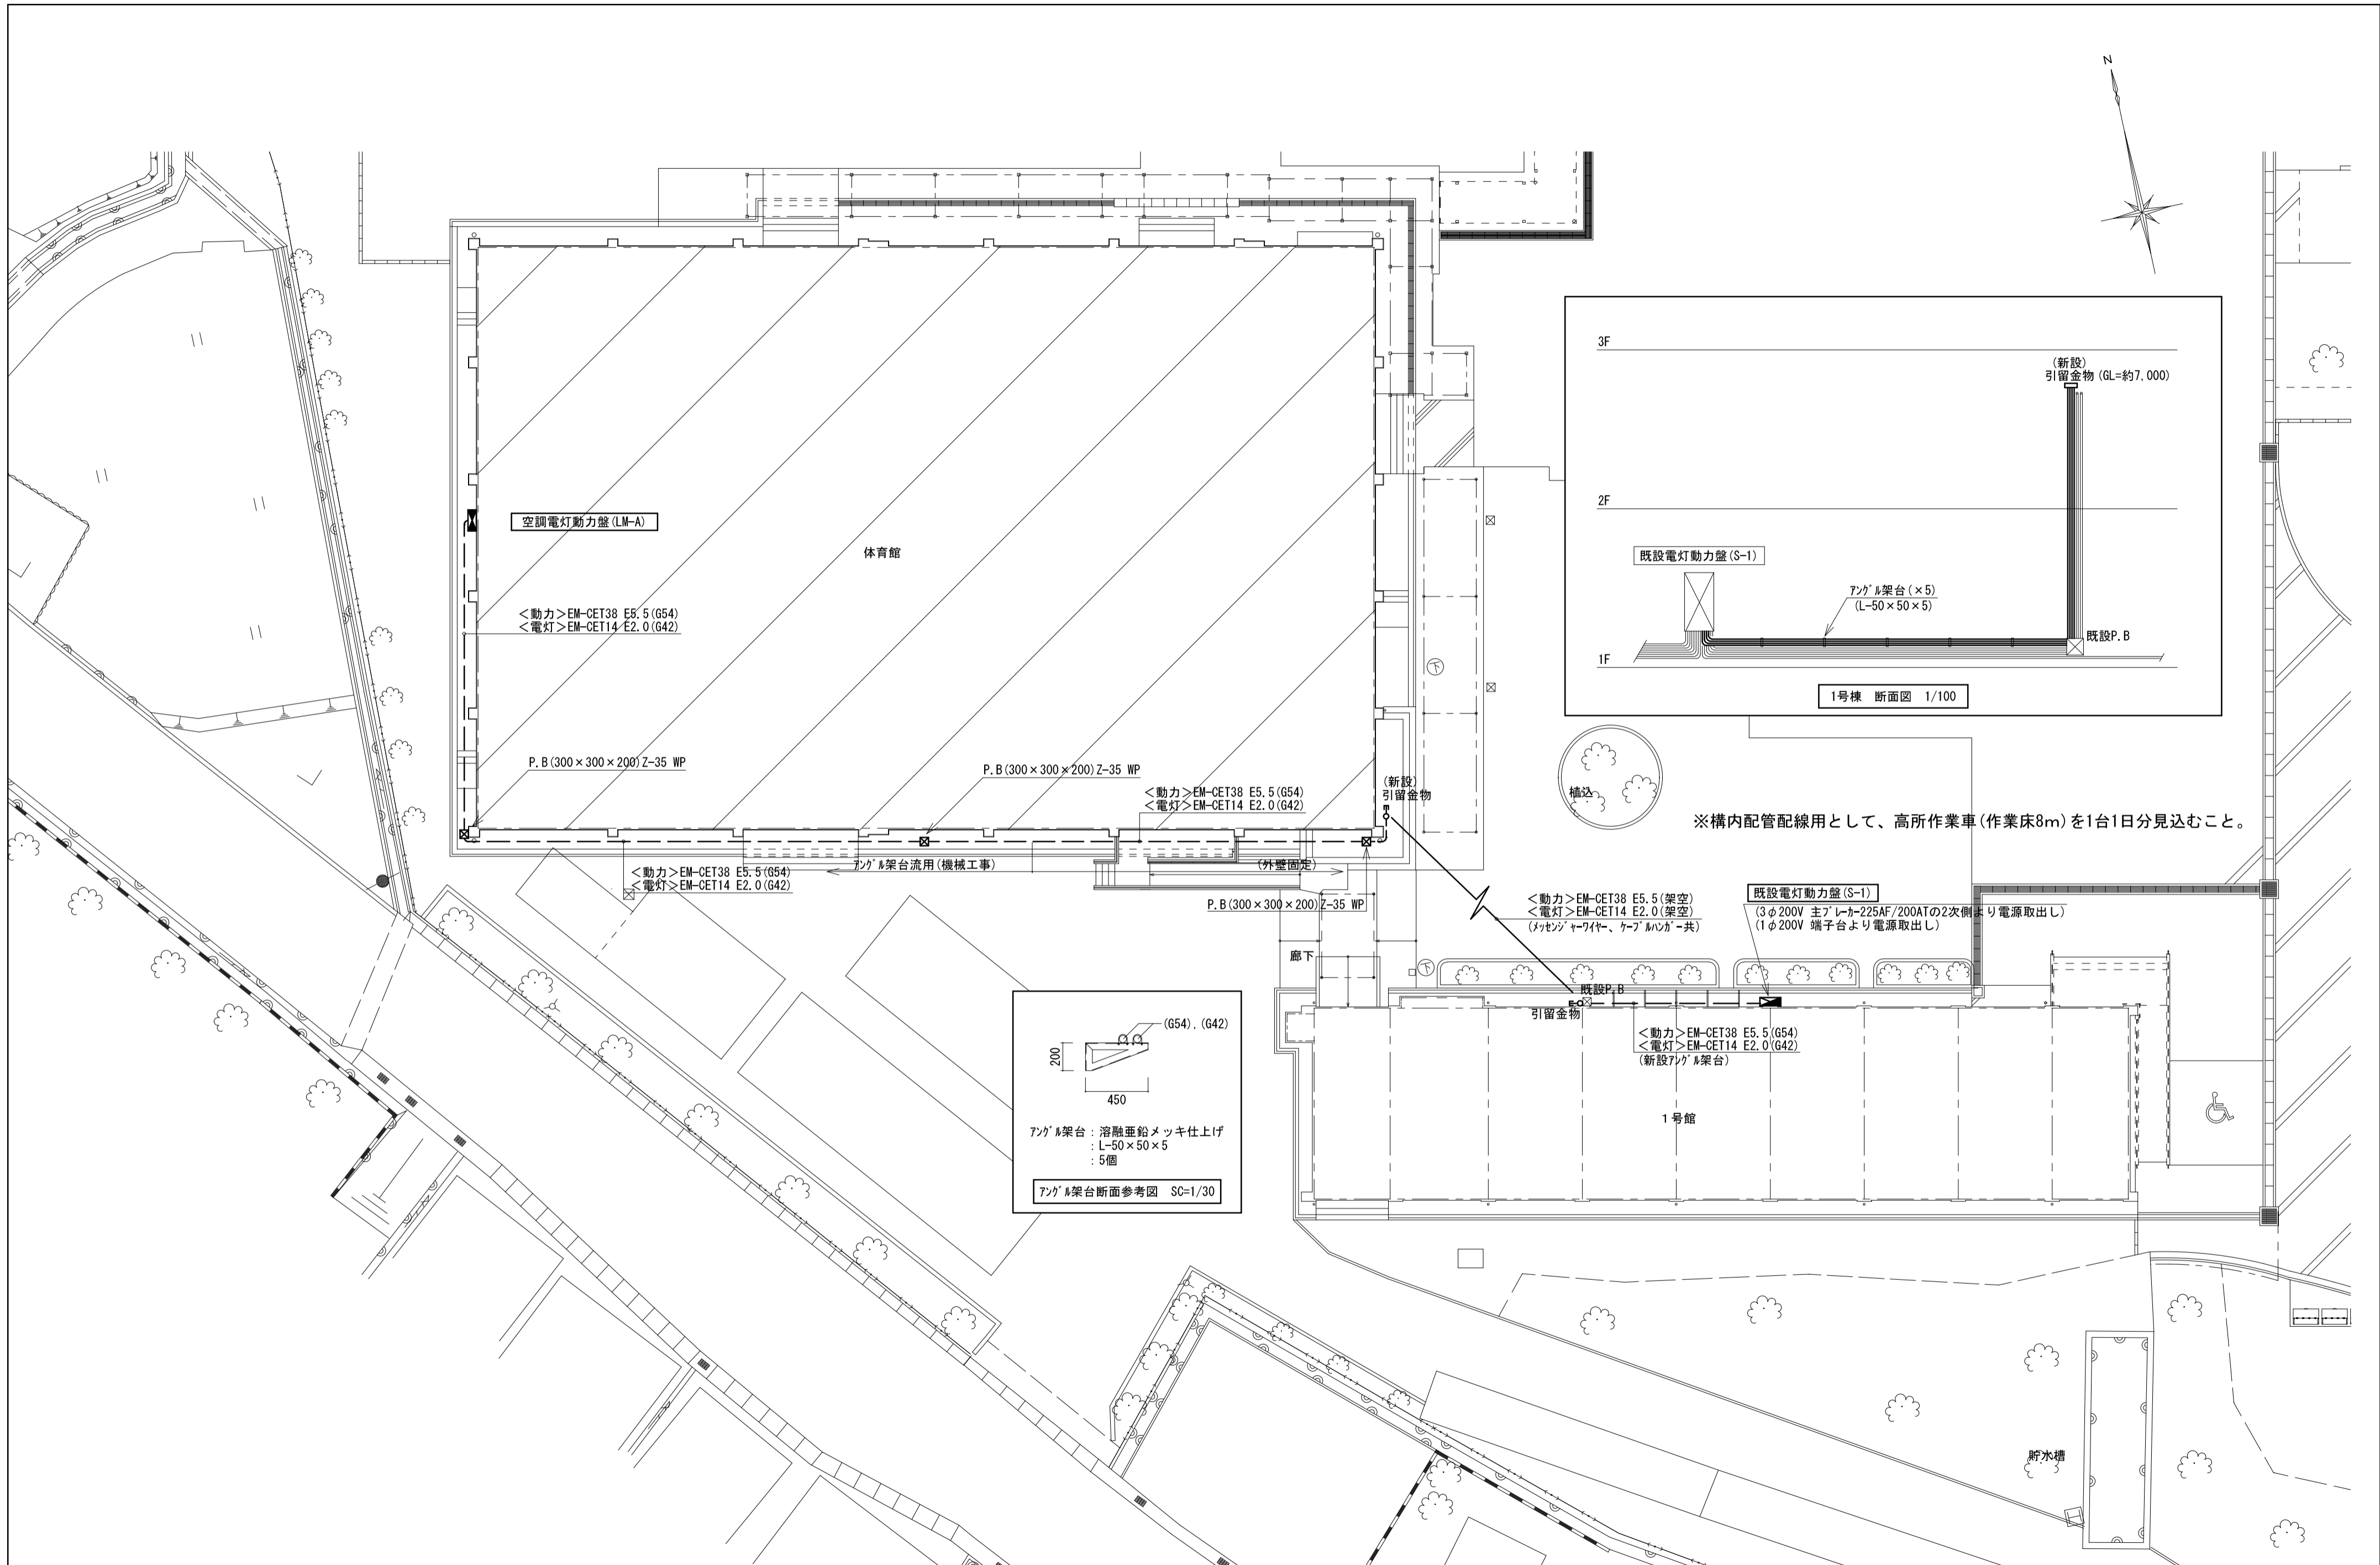 N
3F
(新設)
引留金物(GL=約7,000)
2F
既設電灯動力盤(S-1)
アングル架台(×5)
(L-50×50×5)
既設P.B
1F
1号棟 断面図 1/100
空調電灯動力盤(LM-A)
体育館
<動力>EM-CET38 E5.5(G54)
<電灯>EM-CET14 E2.0(G42)
下
P.B(300×300×200)Z-35 WP
P.B(300×300×200)Z-35 WP
<動力>EM-CET38 E5.5(G54)
<電灯>EM-CET14 E2.0(G42)
(新設)
引留金物
植込
※構内配管配線用として、高所作業車(作業床8m)を1台1日分見込むこと。
アングル架台流用(機械工事)
(外壁固定)
<動力>EM-CET38 E5.5(G54)
<電灯>EM-CET14 E2.0(G42)
P.B(300×300×200)Z-35 WP
<動力>EM-CET38 E5.5(架空)
<電灯>EM-CET14 E2.0(架空)
(メッセンジャーワイヤー、ケーブルハンガー共)
既設電灯動力盤(S-1)
(3φ200V 主ブレーカー225AF/200ATの2次側より電源取出し)
(1φ200V 端子台より電源取出し)
廊下
下
既設P.B
引留金物
<動力>EM-CET38 E5.5(G54)
<電灯>EM-CET14 E2.0(G42)
(新設アングル架台)
(G54),(G42)
200
450
アングル架台:溶融亜鉛メッキ仕上げ
:L-50×50×5
:5個
アングル架台断面参考図 SC=1/30
1号館
貯水槽